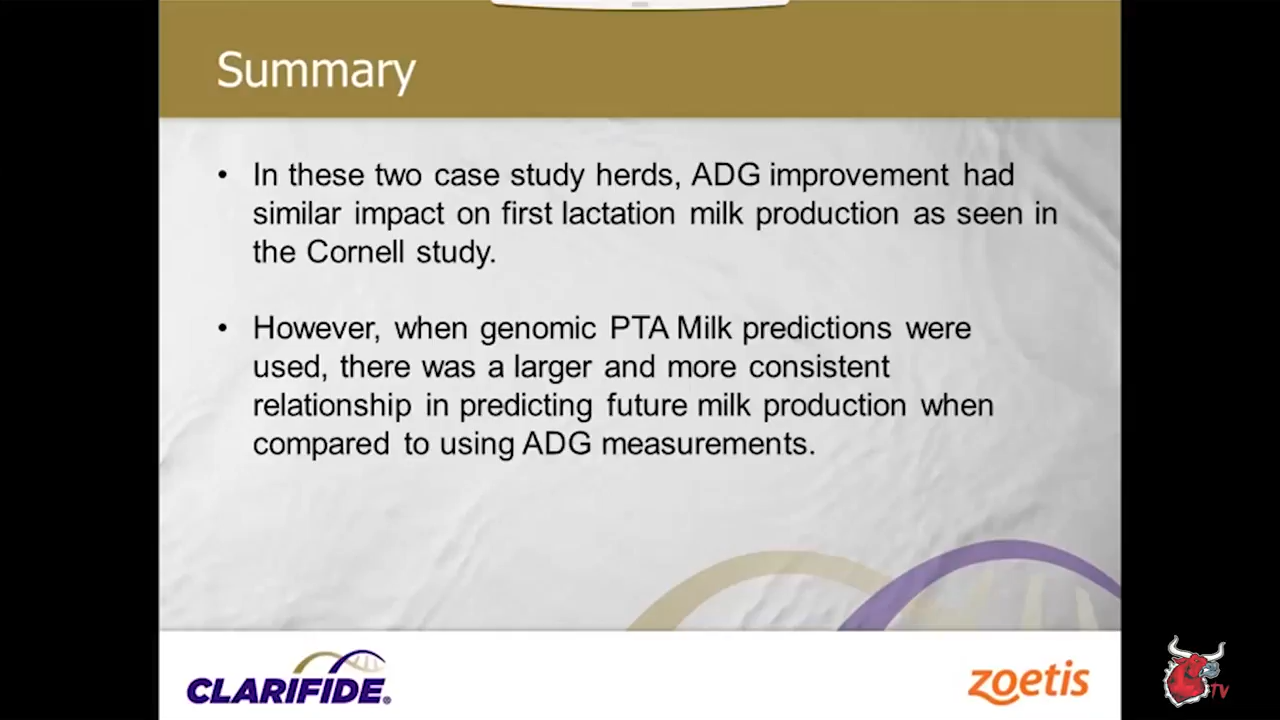 Summary
• In these two case study herds, ADG improvement had
similar impact on first lactation milk production as seen in
the Cornell study.
• However, when genomic PTA Milk predictions were
used, there was a larger and more consistent
relationship in predicting future milk production when
compared to using ADG measurements.
CLARIFIDE®
zoetis
TV